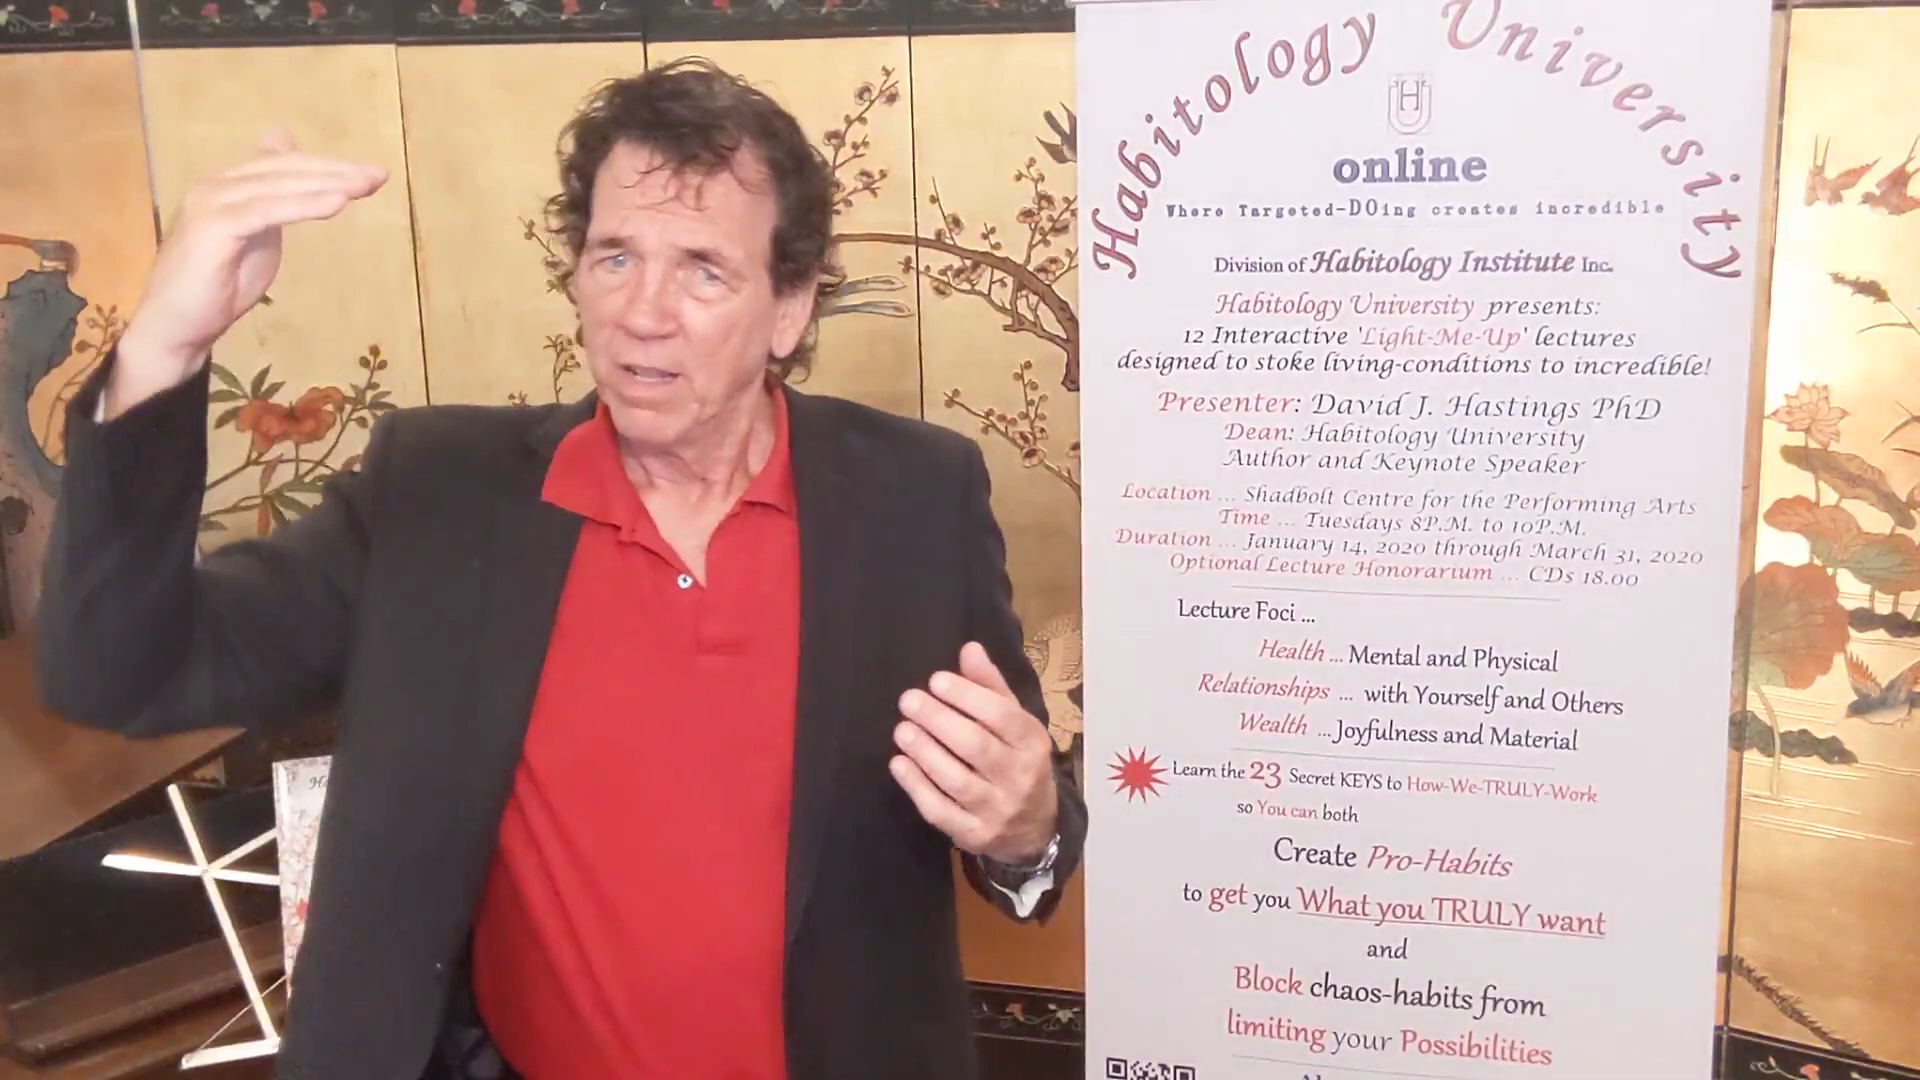 Habitology University
UH
online
Where Targeted-DOing creates incredible
Division of Habitology Institute Inc.
Habitology University presents:
12 Interactive 'Light-Me-Up' lectures
designed to stoke living-conditions to incredible!
Presenter: David J. Hastings PhD
Dean: Habitology University
Author and Keynote Speaker
Location ... Shadbolt Centre for the Performing Arts
Time ... Tuesdays 8P.M. to 10P.M.
Duration ... January 14, 2020 through March 31, 2020
Optional Lecture Honorarium ... CDs 18.00
Lecture Foci ...
Health ... Mental and Physical
Relationships ... with Yourself and Others
Wealth ... Joyfulness and Material
Learn the 23 Secret KEYS to How-We-TRULY-Work
so You can both
Create Pro-Habits
to get you What you TRULY want
and
Block chaos-habits from
limiting your Possibilities